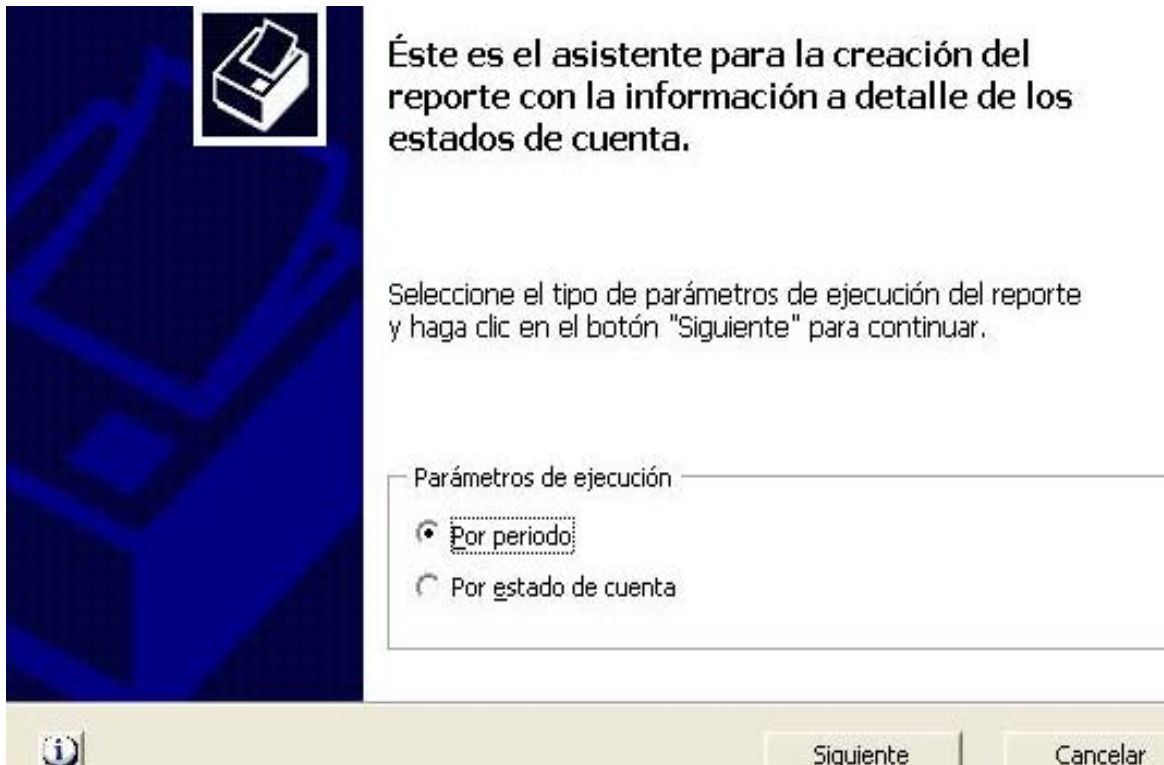 Éste es el asistente para la creación del
reporte con la información a detalle de los
estados de cuenta.
Seleccione el tipo de parámetros de ejecución del reporte
y haga clic en el botón "Siguiente" para continuar.
Parámetros de ejecución
Por periodo
Por estado de cuenta
Siguiente
Cancelar